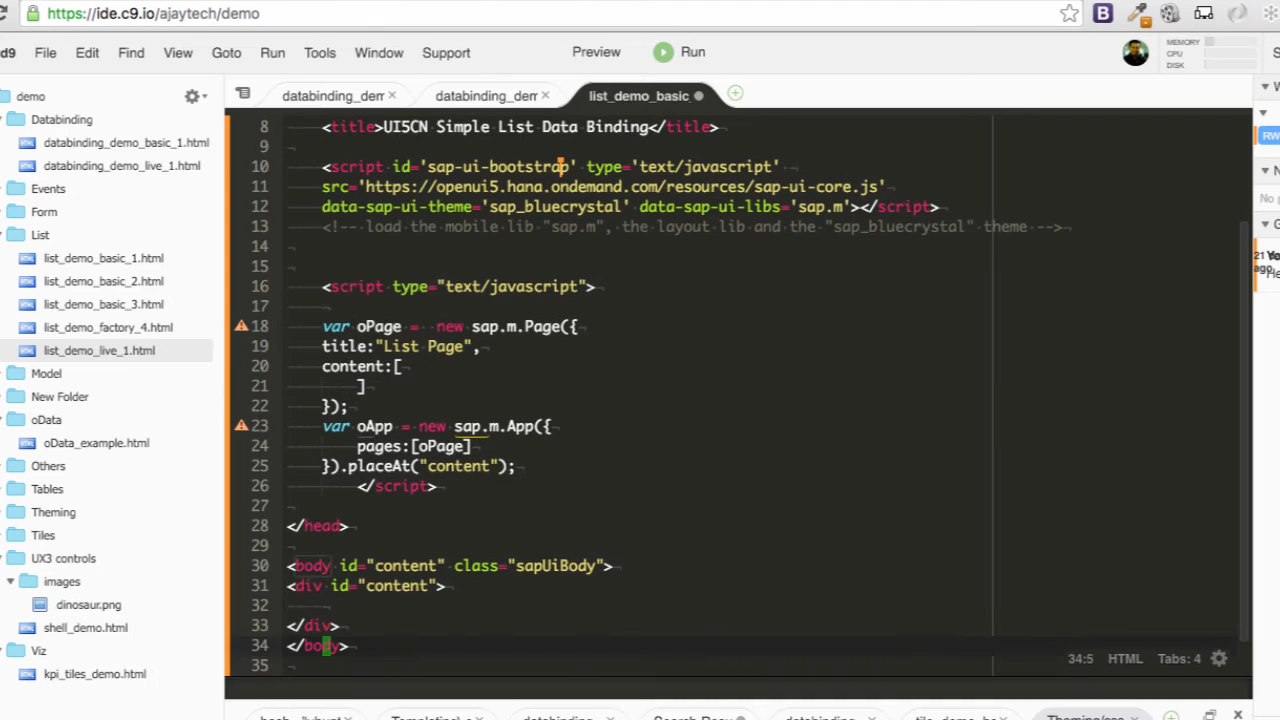 https://ide.c9.io/ajaytech/demo
d9 File Edit Find View Goto Run Tools Window Support Preview Run
MEMORY
CPU
DISK
demo
Databinding
databinding_demo_basic_1.html
databinding_demo_live_1.html
Events
Form
List
list_demo_basic_1.html
list_demo_basic_2.html
list_demo_basic_3.html
list_demo_factory_4.html
list_demo_live_1.html
Model
New Folder
oData
oData_example.html
Others
Tables
Theming
Tiles
UX3 controls
images
dinosaur.png
shell_demo.html
Viz
kpi_tiles_demo.html
databinding_dem databinding_dem list_demo_basic
8 <title>UI5CN Simple List Data Binding</title>
9
10 <script id='sap-ui-bootstrap' type='text/javascript'
11 src='https://openui5.hana.ondemand.com/resources/sap-ui-core.js'
12 data-sap-ui-theme='sap_bluecrystal' data-sap-ui-libs='sap.m'></script>
13 <!-- load the mobile lib "sap.m", the layout lib and the "sap_bluecrystal" theme -->
14
15
16 <script type="text/javascript">
17
18 var oPage = new sap.m.Page({
19 title:"List Page",
20 content:[
21 ]
22 });
23 var oApp = new sap.m.App({
24 pages:[oPage]
25 }).placeAt("content");
26 </script>
27
28 </head>
29
30 <body id="content" class="sapUiBody">
31 <div id="content">
32
33 </div>
34 </body>
35
34:5 HTML Tabs: 4
RW
ago.